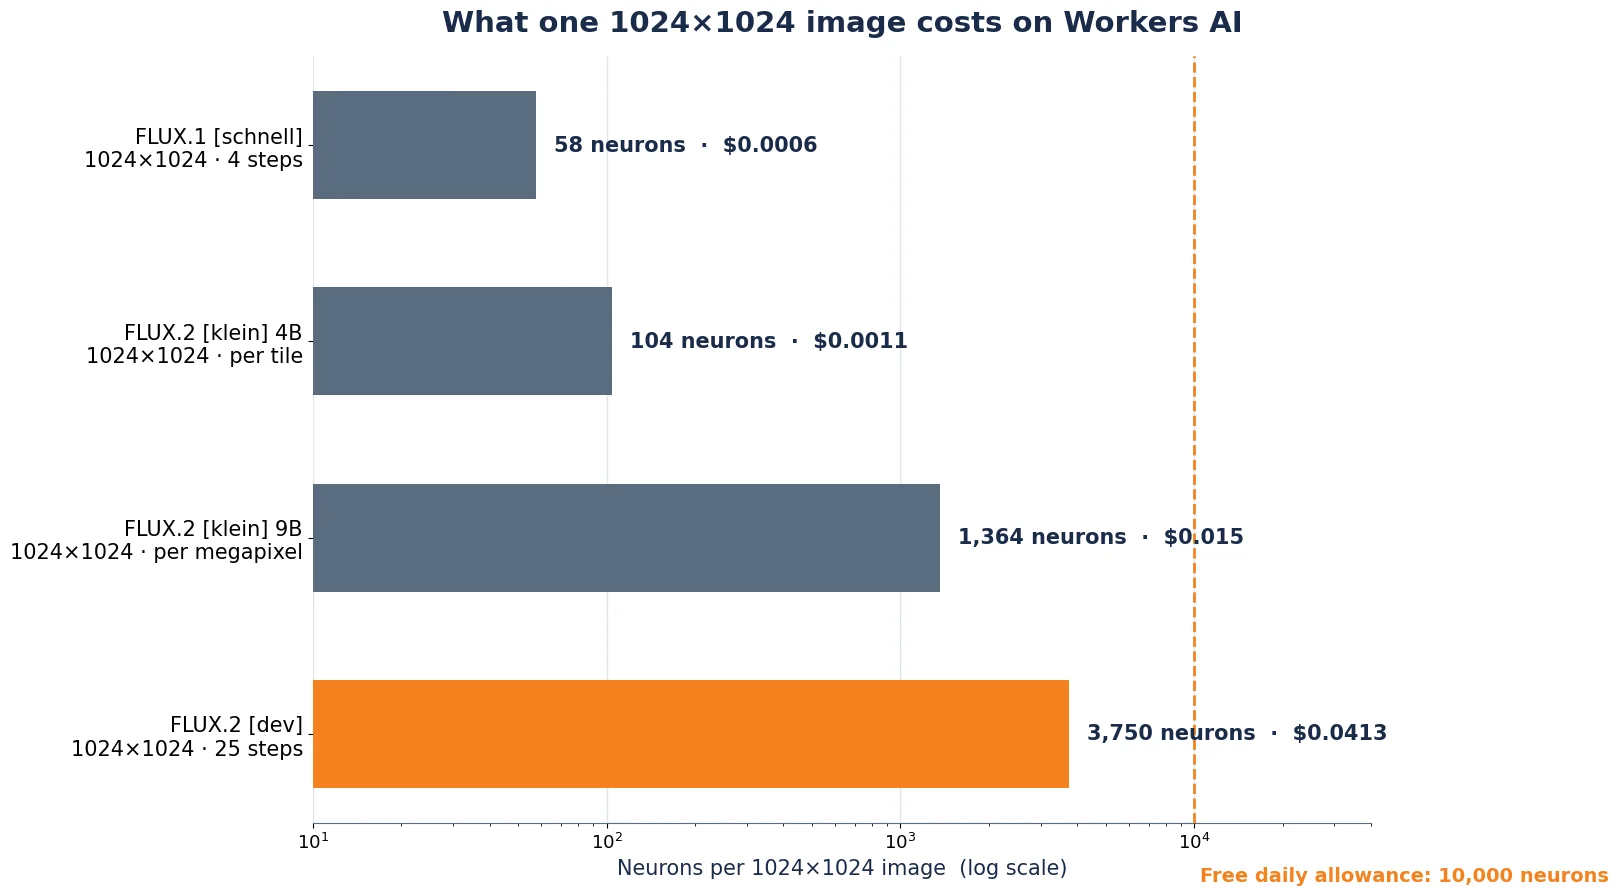 What one 1024×1024 image costs on Workers AI
FLUX.1 [schnell]
1024×1024 · 4 steps
58 neurons · $0.0006
FLUX.2 [klein] 4B
1024×1024 · per tile
104 neurons · $0.0011
FLUX.2 [klein] 9B
1024×1024 · per megapixel
1,364 neurons · $0.015
FLUX.2 [dev]
1024×1024 · 25 steps
3,750 neurons · $0.0413
10¹ 10² 10³ 10⁴
Neurons per 1024×1024 image (log scale)
Free daily allowance: 10,000 neurons